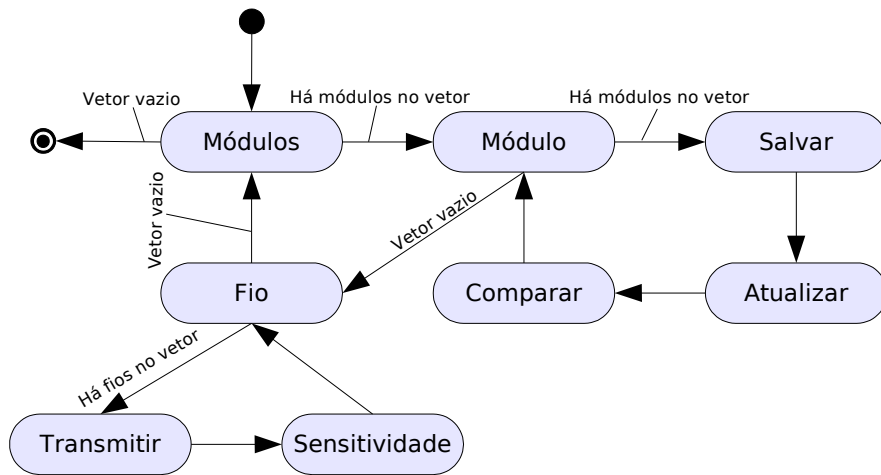 Vetor vazio
Há módulos no vetor
Há módulos no vetor
Módulos
Módulo
Salvar
Vetor vazio
Vetor vazio
Fio
Comparar
Atualizar
Há fios no vetor
Transmitir
Sensitividade